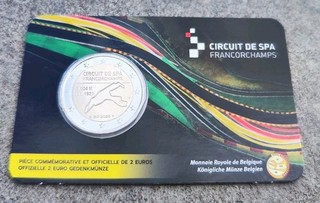 CIRCUIT DE SPA
FRANCORCHAMPS
CIRCUIT DE SPA
FRANCORCHAMPS
1921
PIÈCE COMMÉMORATIVE ET OFFICIELLE DE 2 EUROS
OFFIZIELLE 2 EURO GEDENKMÜNZE
Monnaie Royale de Belgique
Königliche Münze Belgien